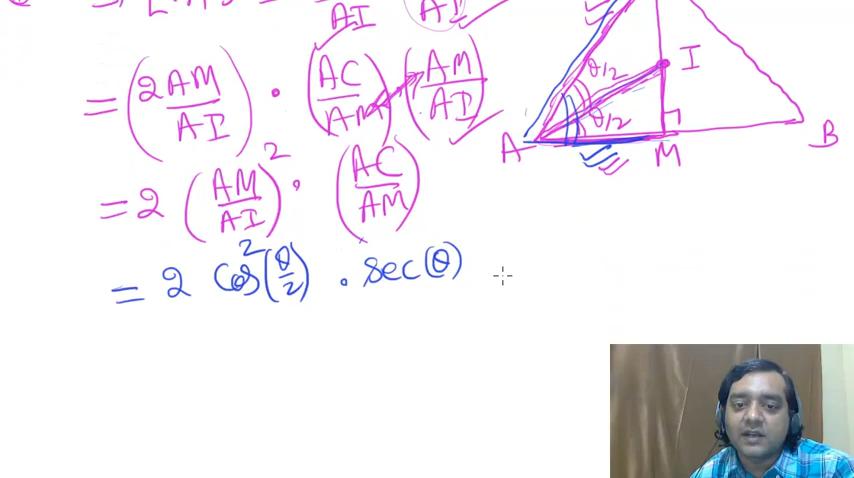 AI
AI
= (2AM/AI) · (AC/AM) (AM/AI)
= 2 (AM/AI)² · (AC/AM)
= 2 cos²(θ/2) · sec(θ)
θ/2
I
θ/2
A
M
B